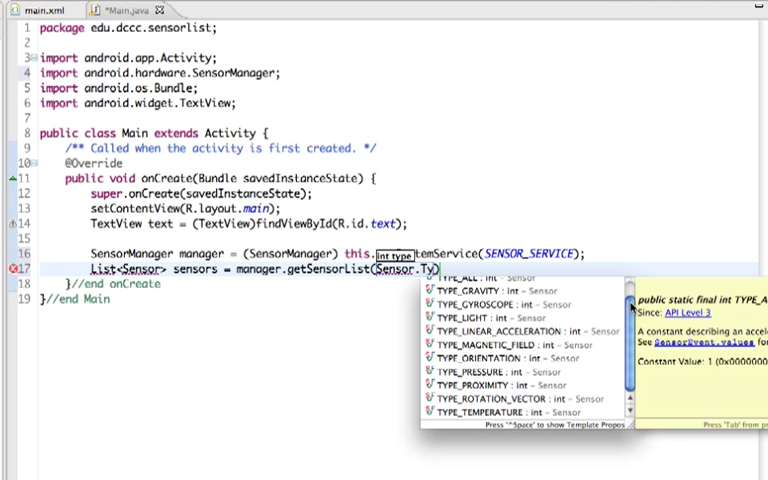 main.xml *Main.java
1 package edu.dccc.sensorlist;
2
3 import android.app.Activity;
4 import android.hardware.SensorManager;
5 import android.os.Bundle;
6 import android.widget.TextView;
7
8 public class Main extends Activity {
9 /** Called when the activity is first created. */
10 @Override
11 public void onCreate(Bundle savedInstanceState) {
12 super.onCreate(savedInstanceState);
13 setContentView(R.layout.main);
14 TextView text = (TextView)findViewById(R.id.text);
15
16 SensorManager manager = (SensorManager) this. temService(SENSOR_SERVICE);
int type
17 List<Sensor> sensors = manager.getSensorList(Sensor.Ty)
18 }//end onCreate
19 }//end Main
TYPE_ALL : int - Sensor
TYPE_GRAVITY : int - Sensor
TYPE_GYROSCOPE : int - Sensor
TYPE_LIGHT : int - Sensor
TYPE_LINEAR_ACCELERATION : int - Sensor
TYPE_MAGNETIC_FIELD : int - Sensor
TYPE_ORIENTATION : int - Sensor
TYPE_PRESSURE : int - Sensor
TYPE_PROXIMITY : int - Sensor
TYPE_ROTATION_VECTOR : int - Sensor
TYPE_TEMPERATURE : int - Sensor
Press '^Space' to show Template Propos
public static final int TYPE_A
Since: API Level 3
A constant describing an accel
See SensorEvent.values for
Constant Value: 1 (0x0000000
Press 'Tab' from p